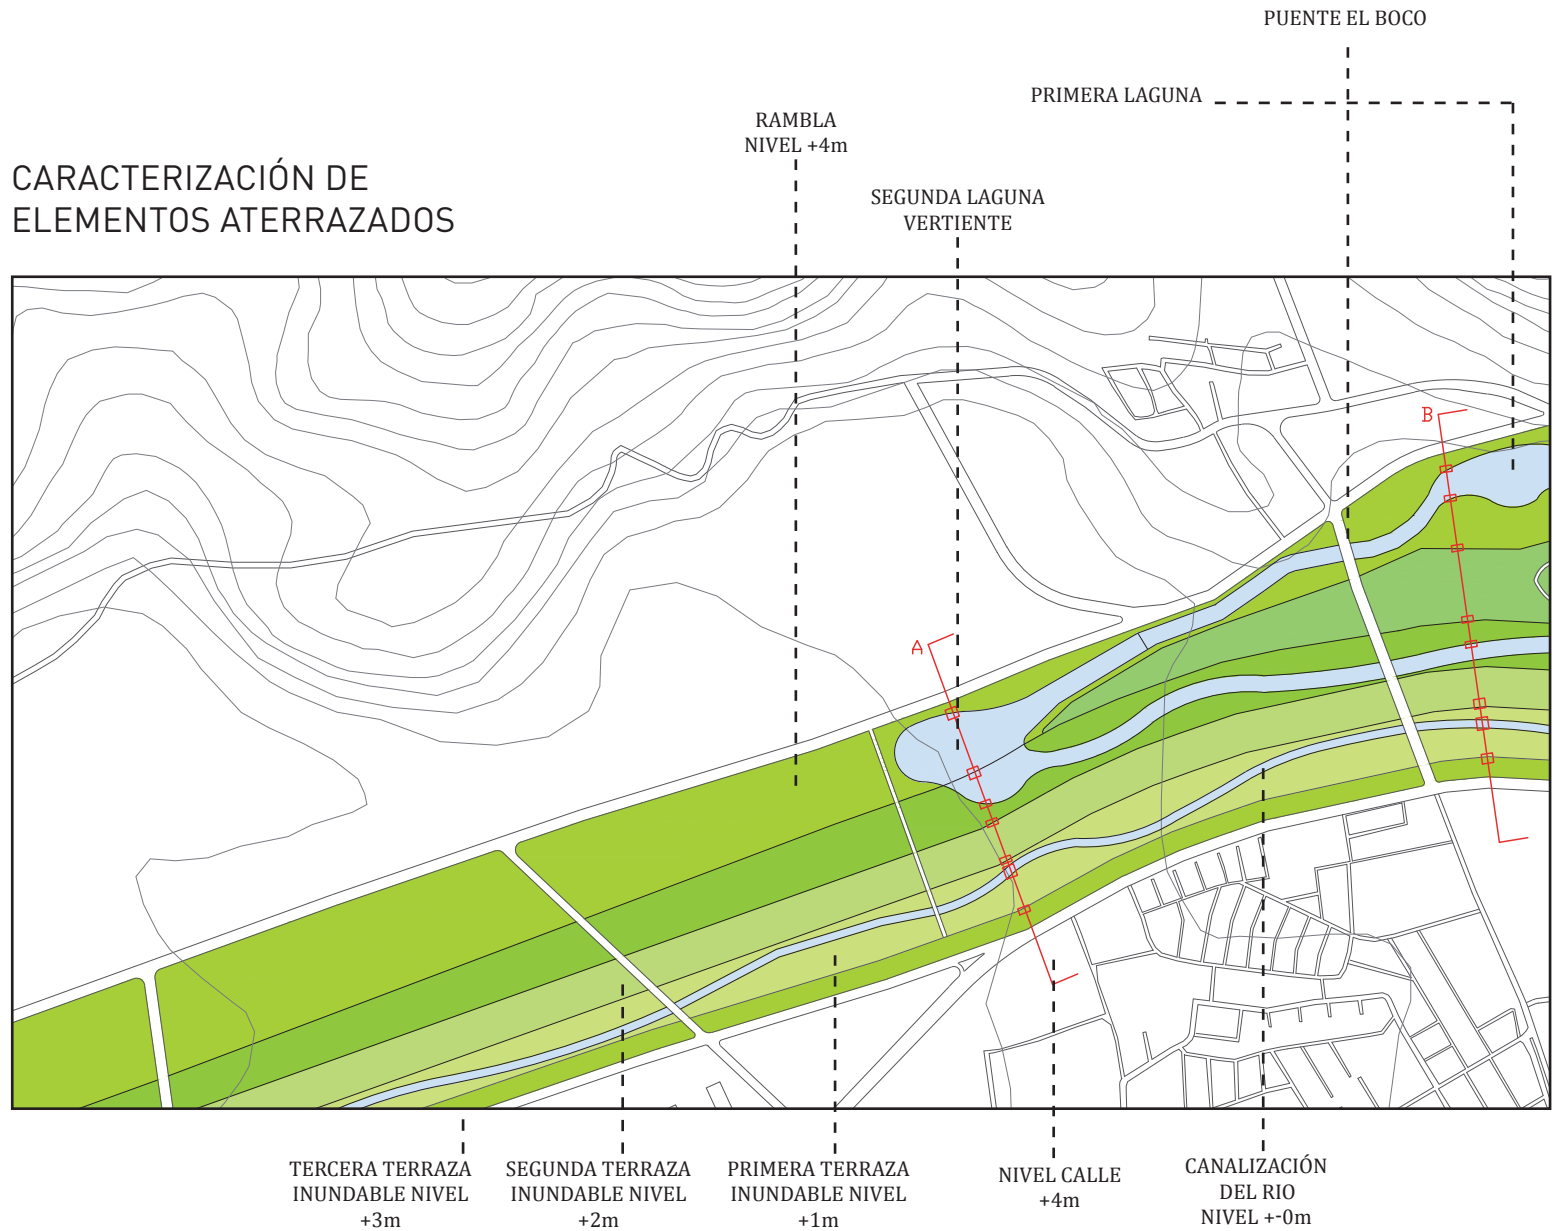 PUENTE EL BOCO
PRIMERA LAGUNA
RAMBLA
NIVEL +4m
CARACTERIZACIÓN DE
ELEMENTOS ATERRAZADOS
SEGUNDA LAGUNA
VERTIENTE
B
A
TERCERA TERRAZA
INUNDABLE NIVEL
+3m
SEGUNDA TERRAZA
INUNDABLE NIVEL
+2m
PRIMERA TERRAZA
INUNDABLE NIVEL
+1m
NIVEL CALLE
+4m
CANALIZACIÓN
DEL RIO
NIVEL +-0m